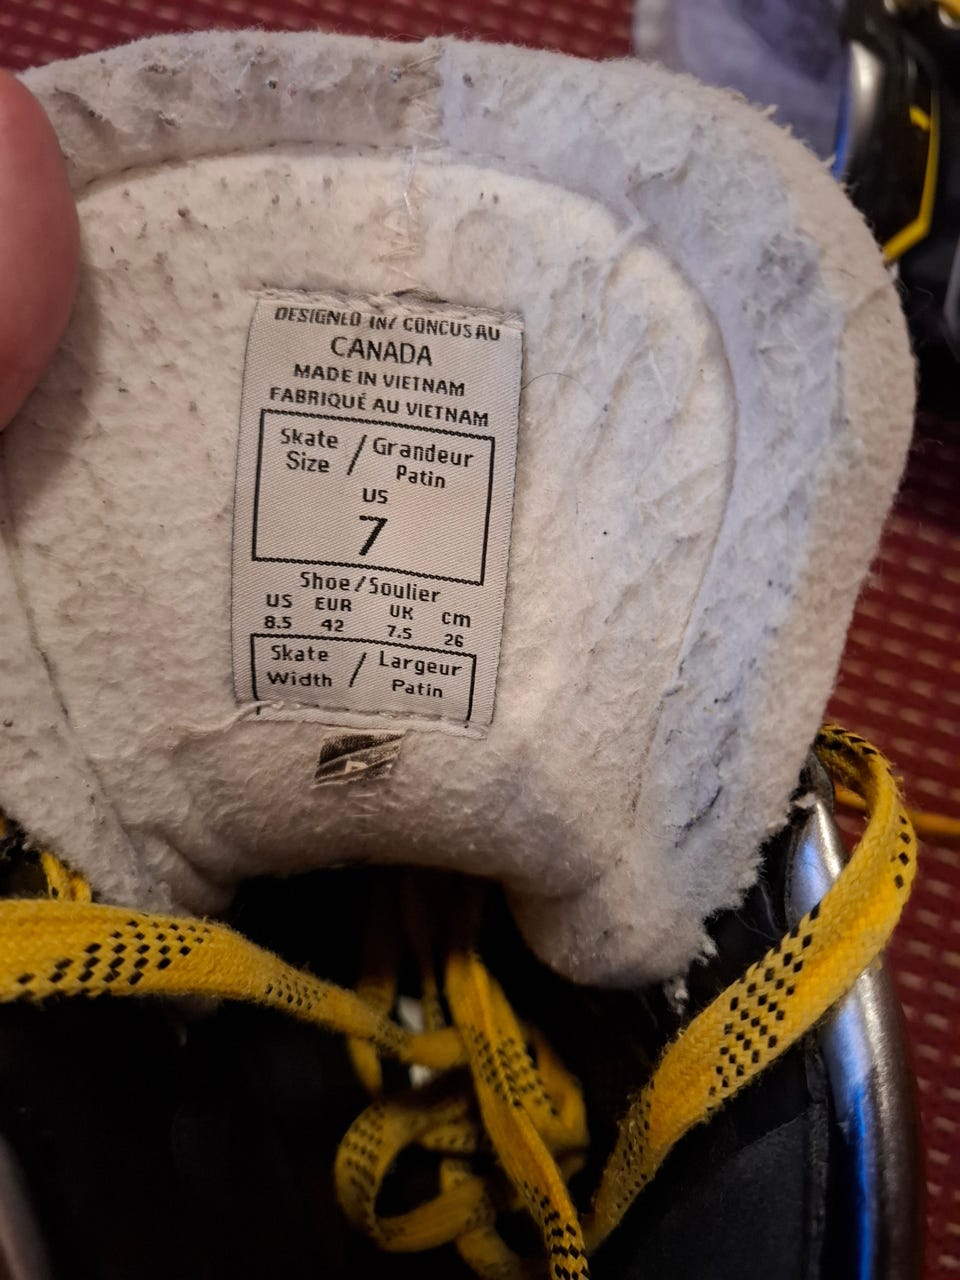 DESIGNED IN/ CONCUS AU
CANADA
MADE IN VIETNAM
FABRIQUÉ AU VIETNAM
Skate Size / Grandeur Patin
US
7
Shoe/Soulier
US EUR UK cm
8.5 42 7.5 26
Skate Width / Largeur Patin